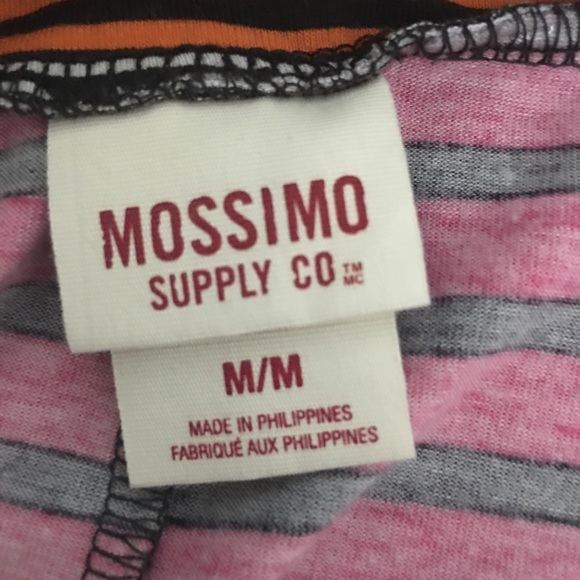 MOSSIMO
SUPPLY CO ™ MC
M/M
MADE IN PHILIPPINES
FABRIQUÉ AUX PHILIPPINES